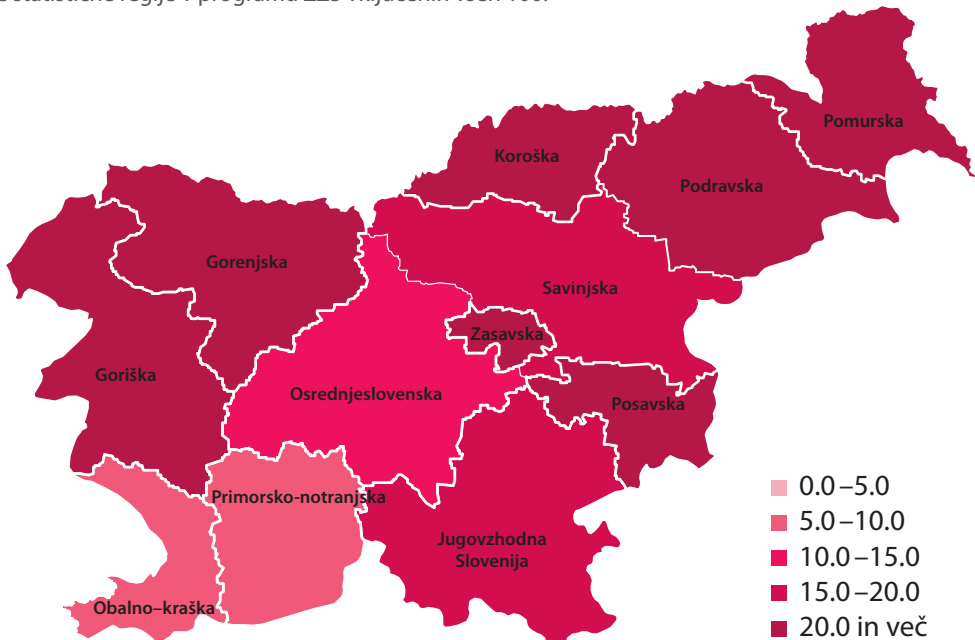 Pomurska
Koroška
Podravska
Gorenjska
Savinjska
Zasavska
Goriška
Osrednjeslovenska
Posavska
Primorsko-notranjska
Jugovzhodna
Slovenija
Obalno–kraška
0.0–5.0
5.0–10.0
10.0–15.0
15.0–20.0
20.0 in več